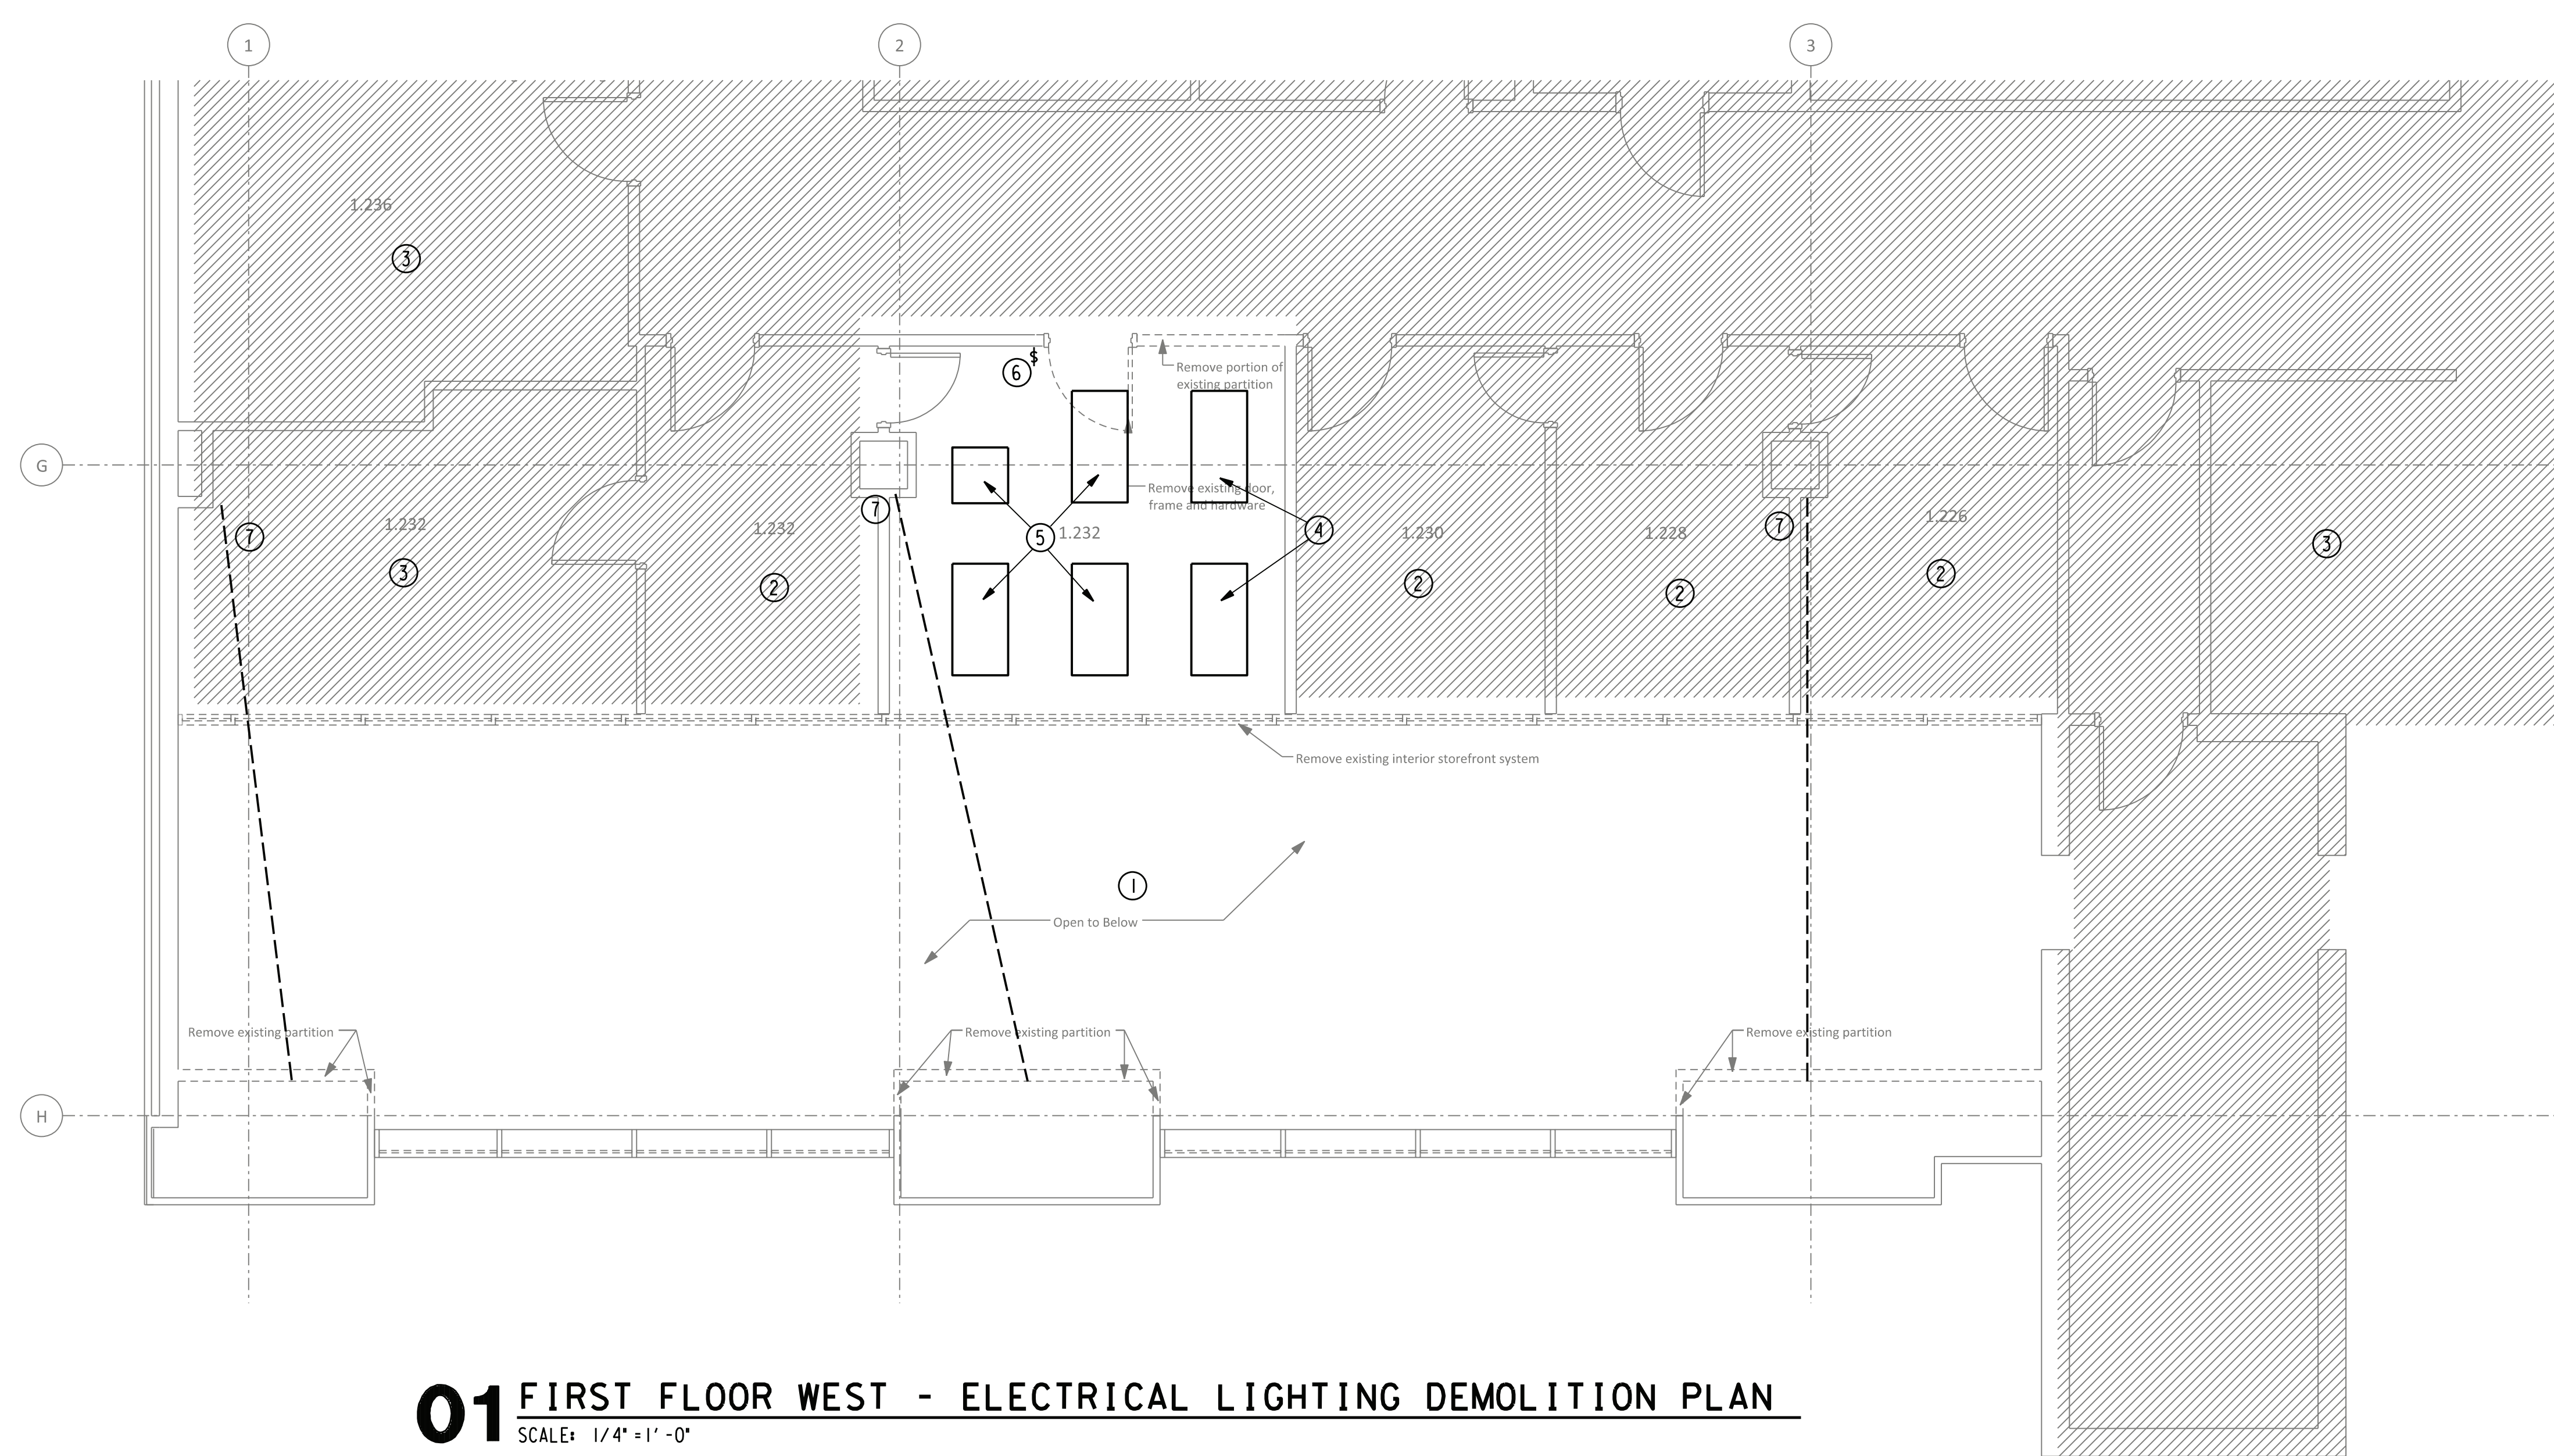 1
2
3
1.236
3
$
6
Remove portion of
existing partition
G
Remove existing door,
frame and hardware
7
7
7
1.232
1.232
1.232
1.230
1.228
1.226
5
4
3
3
2
2
2
2
Remove existing interior storefront system
1
Open to Below
Remove existing partition
Remove existing partition
Remove existing partition
H
01 FIRST FLOOR WEST - ELECTRICAL LIGHTING DEMOLITION PLAN
SCALE: 1/4"=1'-0"